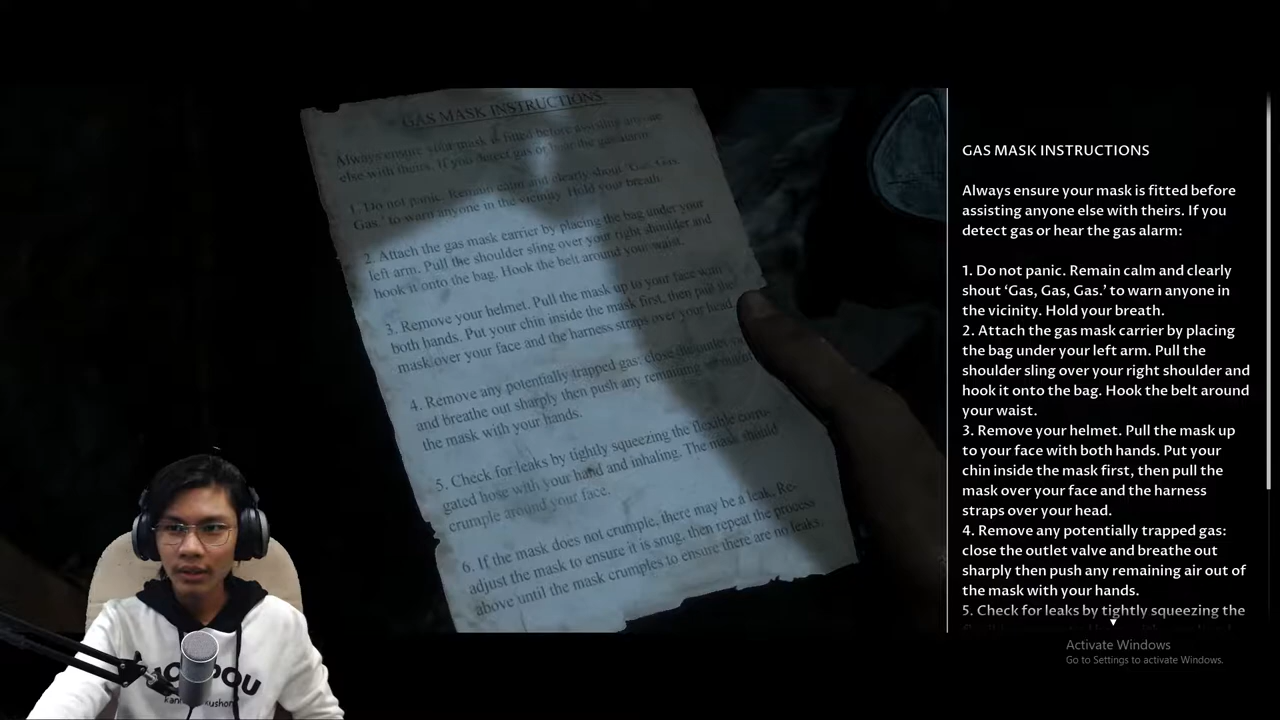 GAS MASK INSTRUCTIONS
Always ensure your mask is fitted before assisting anyone
else with theirs. If you detect gas or hear the gas alarm:
1. Do not panic. Remain calm and clearly shout 'Gas, Gas,
Gas.' to warn anyone in the vicinity. Hold your breath.
2. Attach the gas mask carrier by placing the bag under your
left arm. Pull the shoulder sling over your right shoulder and
hook it onto the bag. Hook the belt around your waist.
3. Remove your helmet. Pull the mask up to your face with
both hands. Put your chin inside the mask first, then pull the
mask over your face and the harness straps over your head.
4. Remove any potentially trapped gas: close the outlet valve
and breathe out sharply then push any remaining air out of
the mask with your hands.
5. Check for leaks by tightly squeezing the flexible corru-
gated hose with your hand and inhaling. The mask should
crumple around your face.
6. If the mask does not crumple, there may be a leak. Re-
adjust the mask to ensure it is snug, then repeat the process
above until the mask crumples to ensure there are no leaks.
GAS MASK INSTRUCTIONS
Always ensure your mask is fitted before
assisting anyone else with theirs. If you
detect gas or hear the gas alarm:
1. Do not panic. Remain calm and clearly
shout ‘Gas, Gas, Gas.’ to warn anyone in
the vicinity. Hold your breath.
2. Attach the gas mask carrier by placing
the bag under your left arm. Pull the
shoulder sling over your right shoulder and
hook it onto the bag. Hook the belt around
your waist.
3. Remove your helmet. Pull the mask up
to your face with both hands. Put your
chin inside the mask first, then pull the
mask over your face and the harness
straps over your head.
4. Remove any potentially trapped gas:
close the outlet valve and breathe out
sharply then push any remaining air out of
the mask with your hands.
5. Check for leaks by tightly squeezing the
Activate Windows
Go to Settings to activate Windows.